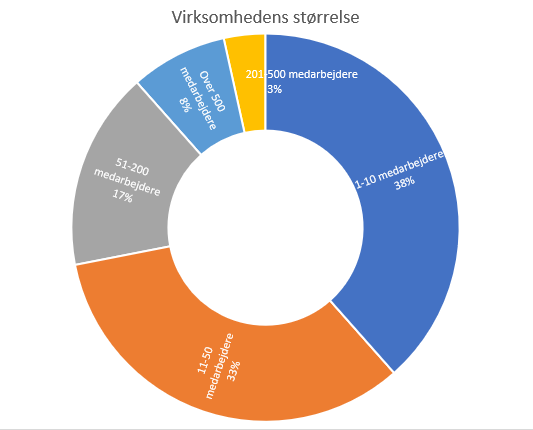 Virksomhedens størrelse
201-500 medarbejdere
3%
1-10 medarbejdere
38%
11-50
medarbejdere
33%
51-200
medarbejdere
17%
Over 500
medarbejdere
8%